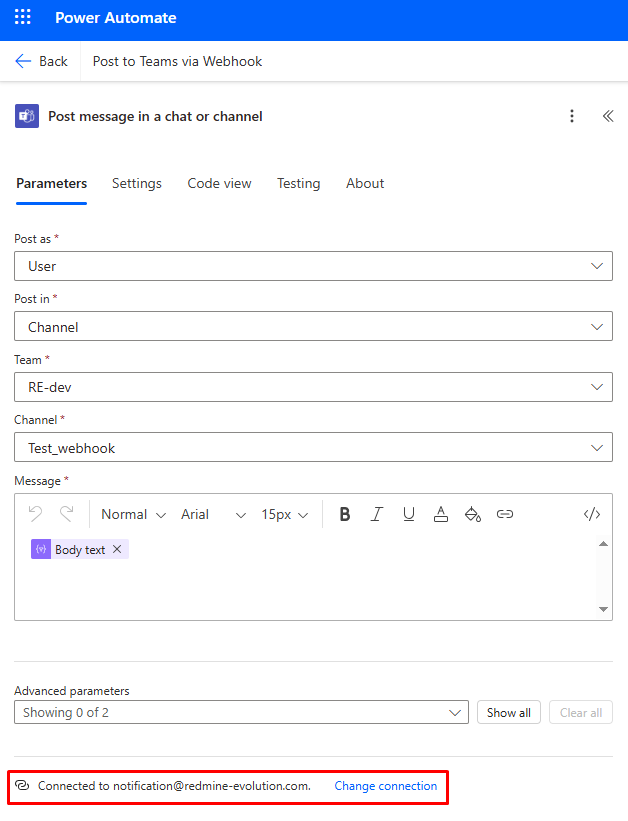 Power Automate
Back Post to Teams via Webhook
Post message in a chat or channel
Parameters Settings Code view Testing About
Post as *
User
Post in *
Channel
Team *
RE-dev
Channel *
Test_webhook
Message *
Normal Arial 15px B I U A </>
{v} Body text ×
Advanced parameters
Showing 0 of 2 Show all Clear all
Connected to notification@redmine-evolution.com. Change connection